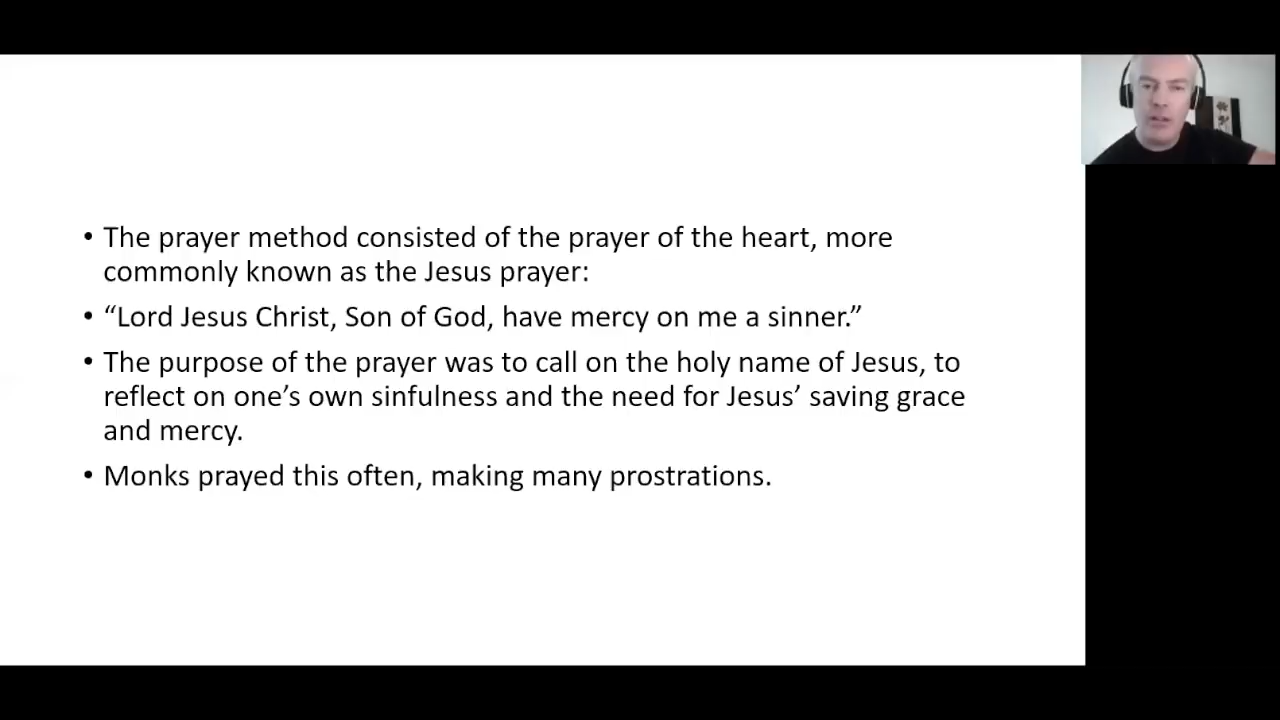 • The prayer method consisted of the prayer of the heart, more
commonly known as the Jesus prayer:
• “Lord Jesus Christ, Son of God, have mercy on me a sinner.”
• The purpose of the prayer was to call on the holy name of Jesus, to
reflect on one’s own sinfulness and the need for Jesus’ saving grace
and mercy.
• Monks prayed this often, making many prostrations.